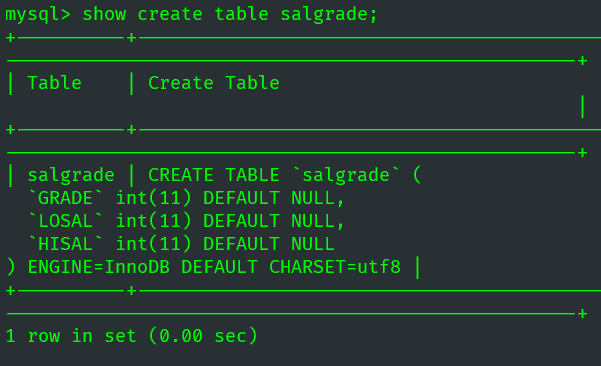 mysql> show create table salgrade;
+----------+------------------------------------------
----------------------------------------------------+
| Table    | Create Table
                                                    |
+----------+------------------------------------------
----------------------------------------------------+
| salgrade | CREATE TABLE `salgrade` (
  `GRADE` int(11) DEFAULT NULL,
  `LOSAL` int(11) DEFAULT NULL,
  `HISAL` int(11) DEFAULT NULL
) ENGINE=InnoDB DEFAULT CHARSET=utf8 |
+----------+------------------------------------------
----------------------------------------------------+
1 row in set (0.00 sec)